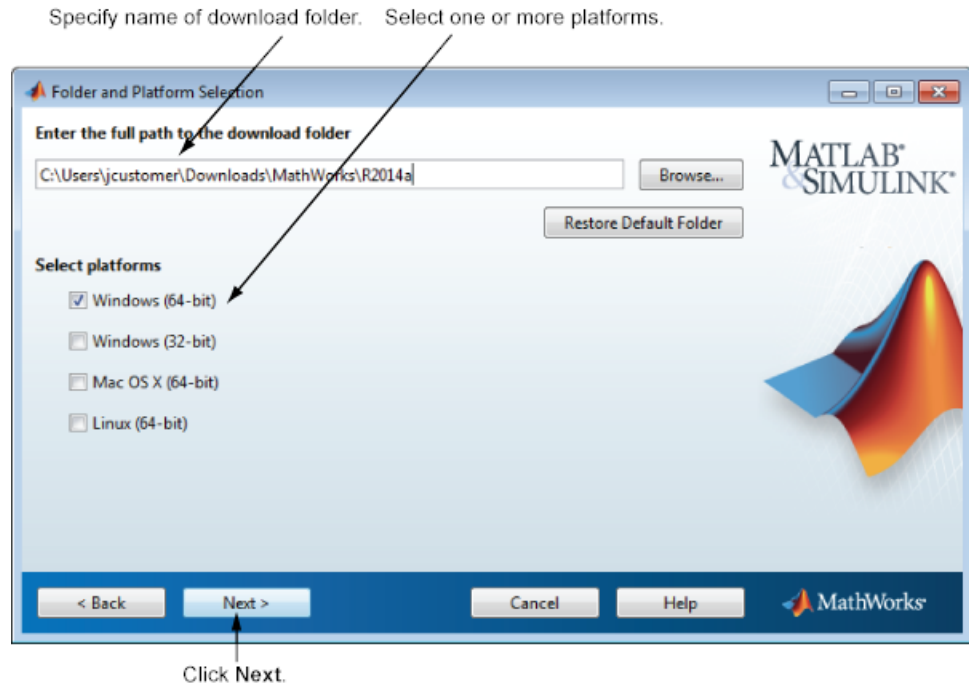 Specify name of download folder. Select one or more platforms.
Folder and Platform Selection
Enter the full path to the download folder
C:\Users\jcustomer\Downloads\MathWorks\R2014a
Browse...
Restore Default Folder
MATLAB®
&SIMULINK®
Select platforms
Windows (64-bit)
Windows (32-bit)
Mac OS X (64-bit)
Linux (64-bit)
< Back Next > Cancel Help MathWorks®
Click Next.